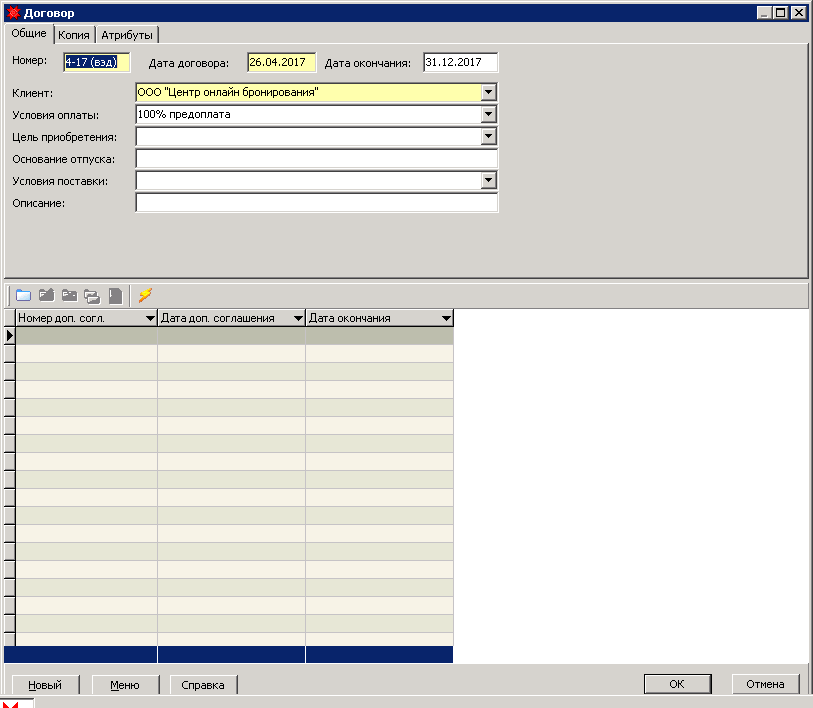 Договор
Общие Копия Атрибуты
Номер: 4-17 (вэд) Дата договора: 26.04.2017 Дата окончания: 31.12.2017
Клиент: ООО "Центр онлайн бронирования"
Условия оплаты: 100% предоплата
Цель приобретения:
Основание отпуска:
Условия поставки:
Описание:
Номер доп. согл. Дата доп. соглашения Дата окончания
Новый Меню Справка ОК Отмена